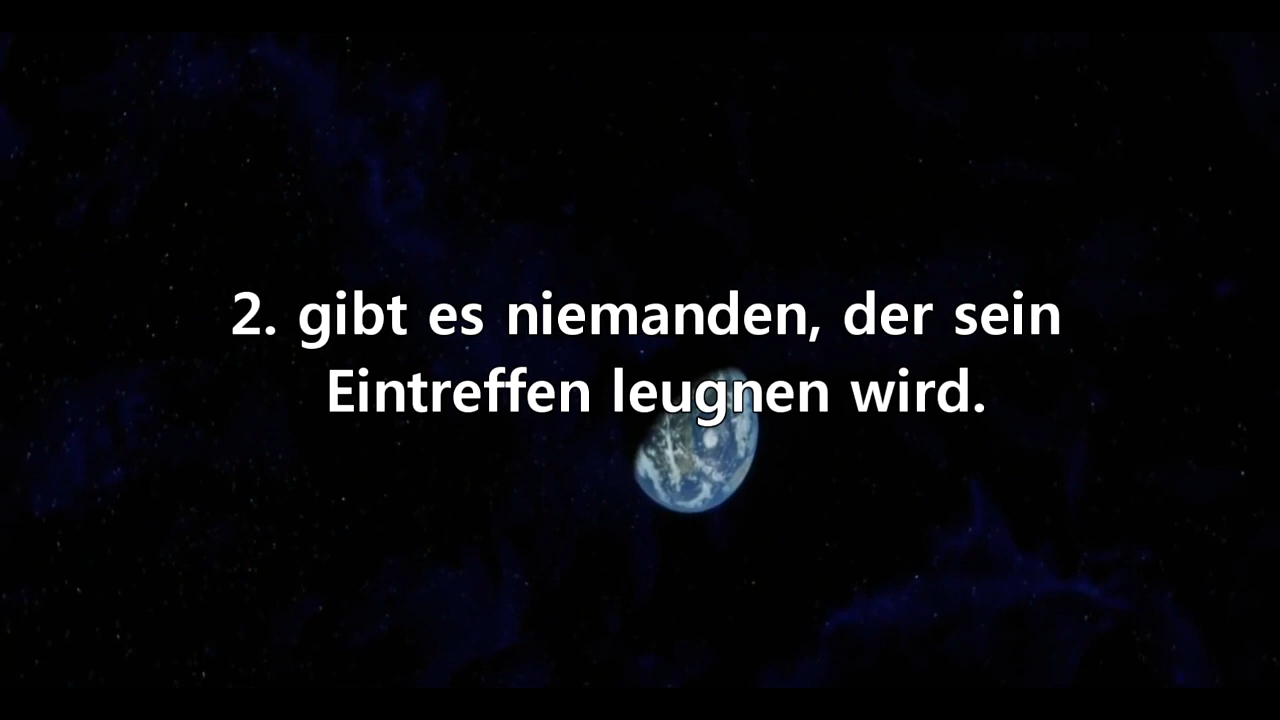 2. gibt es niemanden, der sein
Eintreffen leugnen wird.